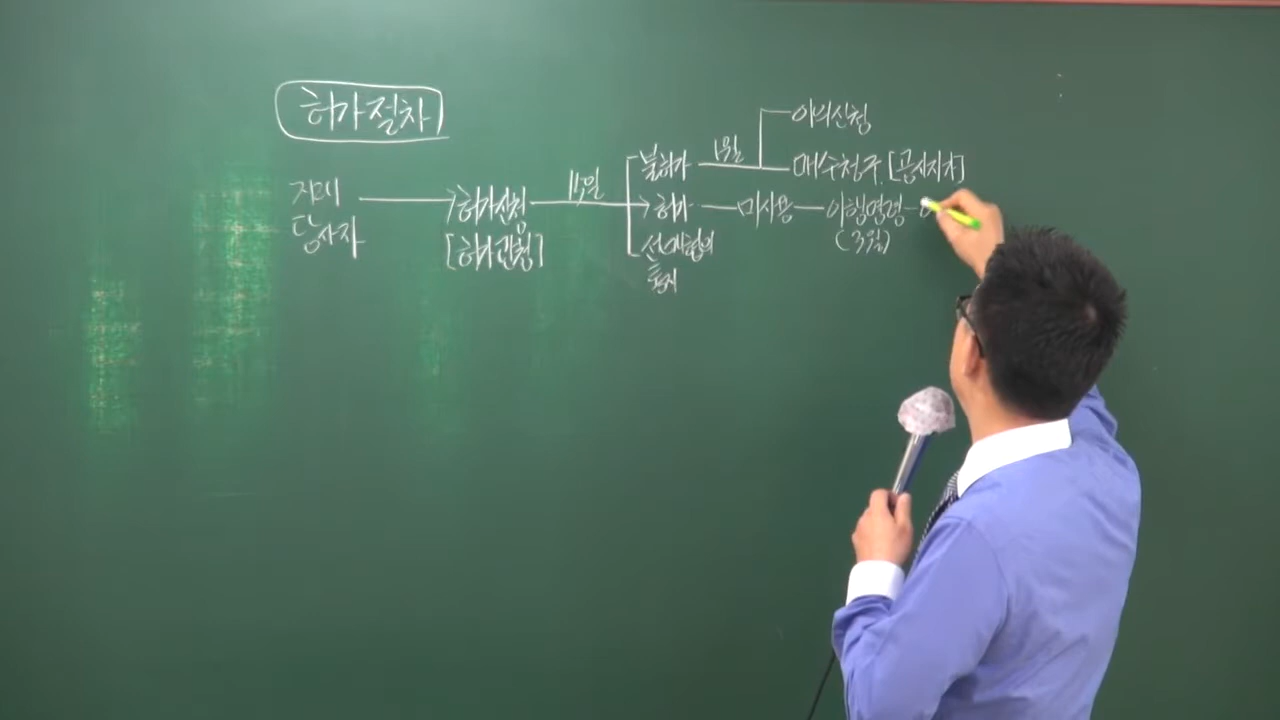 허가절차
이의신청
불허가 1월 매수청구 [공시지가]
거래 허가신청 15일 허가 미사용 이행명령
당사자 [허가관청] 선매협의 (3월)
통지